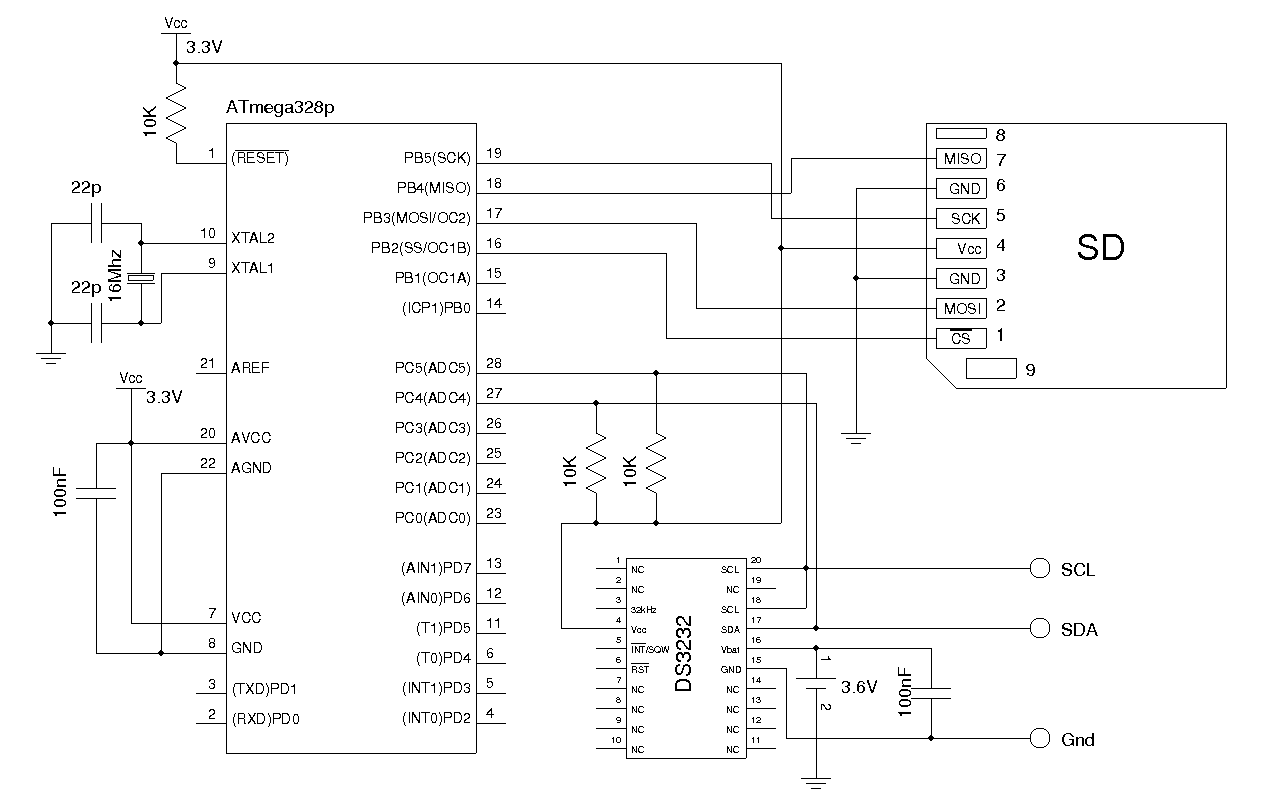 Vcc
3.3V
10K
ATmega328p
1 (RESET)
22p
10 XTAL2
9 XTAL1
16Mhz
22p
21 AREF
Vcc
3.3V
20 AVCC
22 AGND
100nF
7 VCC
8 GND
3 (TXD)PD1
2 (RXD)PD0
PB5(SCK) 19
PB4(MISO) 18
PB3(MOSI/OC2) 17
PB2(SS/OC1B) 16
PB1(OC1A) 15
(ICP1)PB0 14
PC5(ADC5) 28
PC4(ADC4) 27
PC3(ADC3) 26
PC2(ADC2) 25
PC1(ADC1) 24
PC0(ADC0) 23
(AIN1)PD7 13
(AIN0)PD6 12
(T1)PD5 11
(T0)PD4 6
(INT1)PD3 5
(INT0)PD2 4
8
MISO 7
GND 6
SCK 5
Vcc 4
GND 3
MOSI 2
CS 1
9
SD
10K
10K
DS3232
1 NC
2 NC
3 32kHz
4 Vcc
5 INT/SQW
6 RST
7 NC
8 NC
9 NC
10 NC
SCL 20
NC 19
SCL 18
SDA 17
Vbat 16
GND 15
NC 14
NC 13
NC 12
NC 11
1
3.6V
2
100nF
SCL
SDA
Gnd